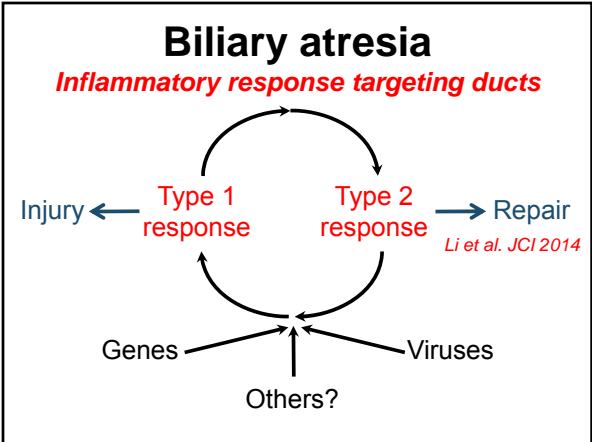 Biliary atresia
Inflammatory response targeting ducts
Injury
Type 1
response
Type 2
response
Repair
Li et al. JCI 2014
Genes
Viruses
Others?